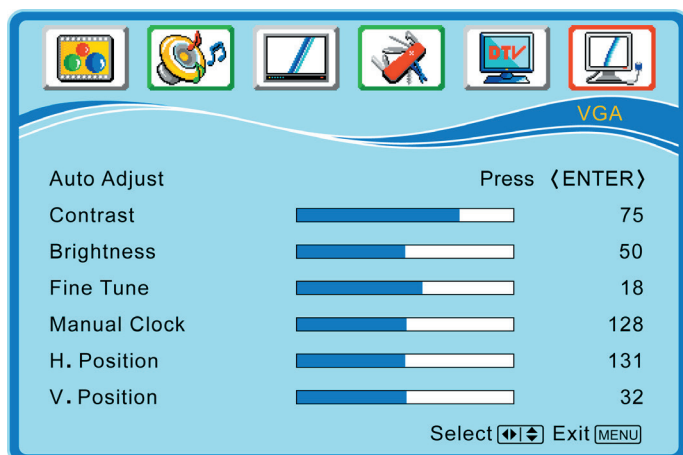 DTV
VGA
Auto Adjust Press 〈ENTER〉
Contrast 75
Brightness 50
Fine Tune 18
Manual Clock 128
H. Position 131
V. Position 32
Select Exit MENU